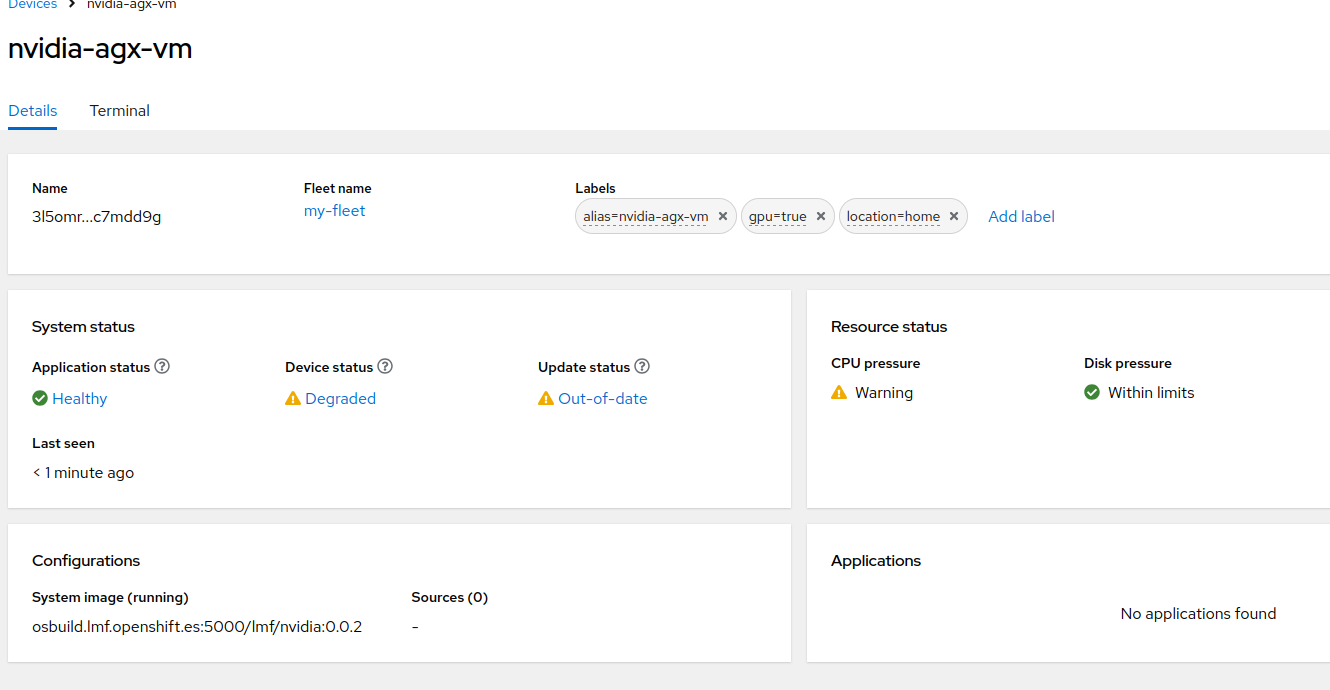 Devices > nvidia-agx-vm
nvidia-agx-vm
Details Terminal
Name
3l5omr...c7mdd9g
Fleet name
my-fleet
Labels
alias=nvidia-agx-vm × gpu=true × location=home × Add label
System status
Application status
Healthy
Device status
Degraded
Update status
Out-of-date
Last seen
< 1 minute ago
Resource status
CPU pressure
Warning
Disk pressure
Within limits
Configurations
System image (running)
osbuild.lmf.openshift.es:5000/lmf/nvidia:0.0.2
Sources (0)
-
Applications
No applications found